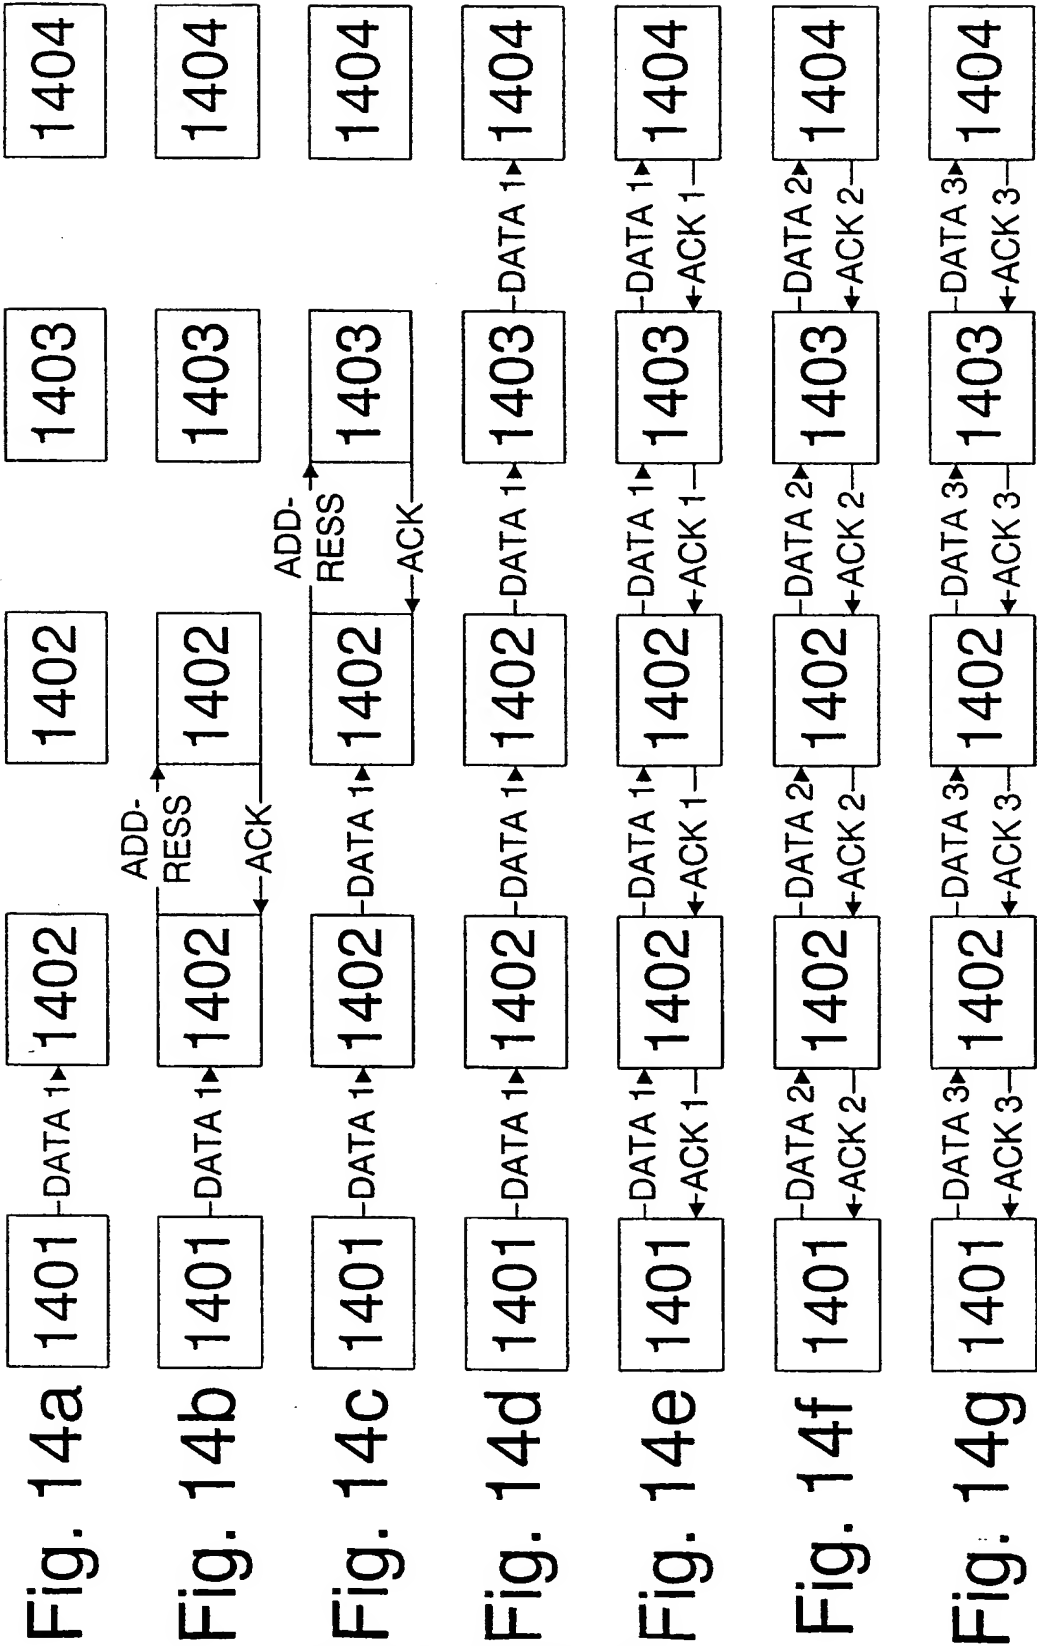 Fig. 14a 1401 DATA 1 1402 1402 1403 1404
Fig. 14b 1401 DATA 1 1402 ADD-
RESS ACK 1402 1403 1404
Fig. 14c 1401 DATA 1 1402 DATA 1 1402 ADD-
RESS ACK 1403 1404
Fig. 14d 1401 DATA 1 1402 DATA 1 1402 DATA 1 1403 DATA 1 1404
Fig. 14e 1401 DATA 1 ACK 1 1402 DATA 1 ACK 1 1402 DATA 1 ACK 1 1403 DATA 1 ACK 1 1404
Fig. 14f 1401 DATA 2 ACK 2 1402 DATA 2 ACK 2 1402 DATA 2 ACK 2 1403 DATA 2 ACK 2 1404
Fig. 14g 1401 DATA 3 ACK 3 1402 DATA 3 ACK 3 1402 DATA 3 ACK 3 1403 DATA 3 ACK 3 1404